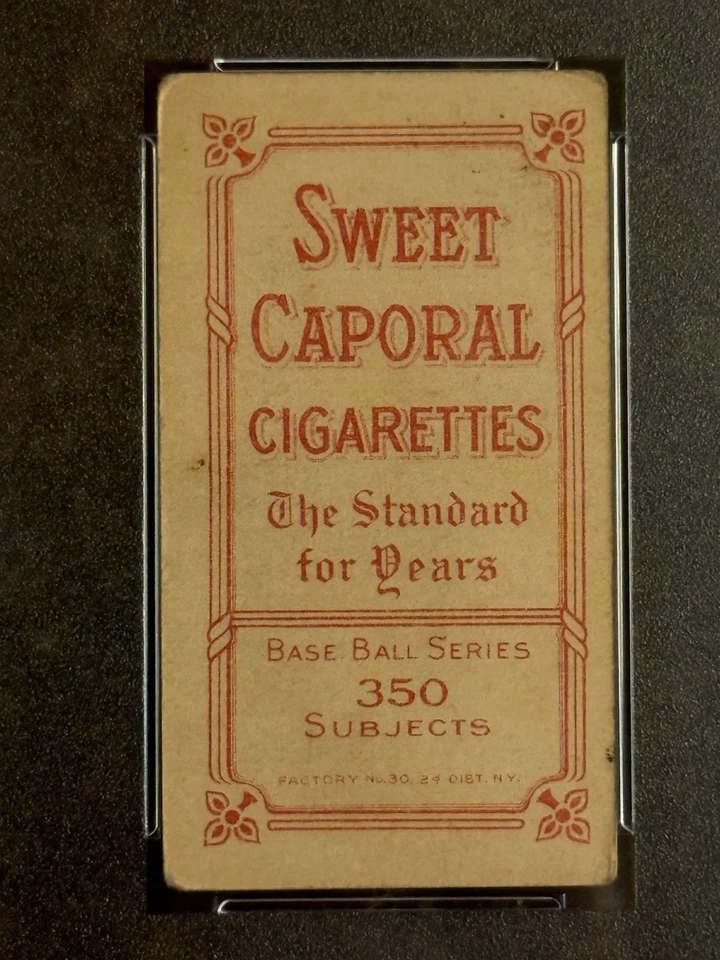 SWEET
CAPORAL
CIGARETTES
The Standard
for Years
BASE BALL SERIES
350
SUBJECTS
FACTORY No. 30, 2d DIST. N.Y.